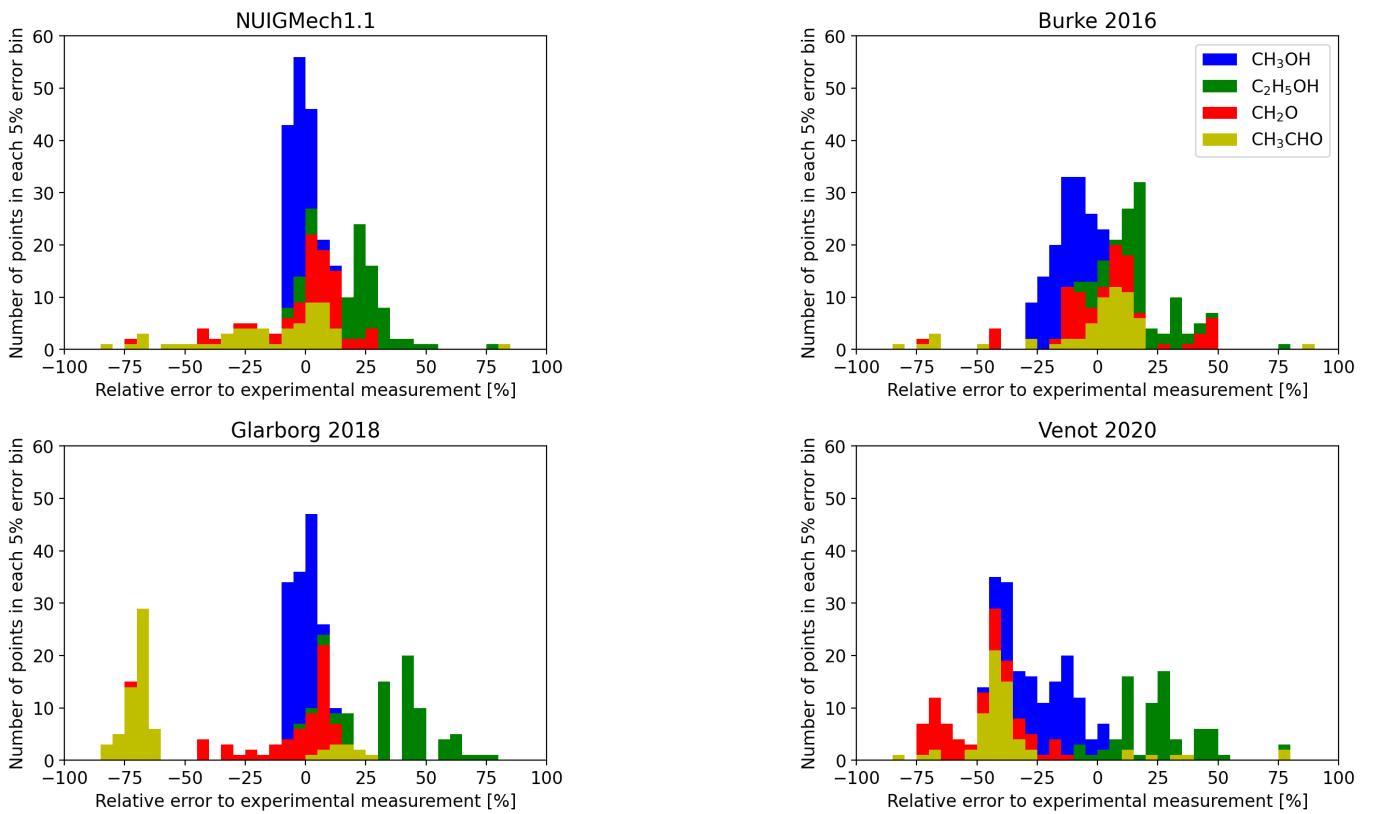 NUIGMech1.1
Number of points in each 5% error bin
60
50
40
30
20
10
0
−100 −75 −50 −25 0 25 50 75 100
Relative error to experimental measurement [%]
Burke 2016
Number of points in each 5% error bin
60
50
40
30
20
10
0
CH₃OH
C₂H₅OH
CH₂O
CH₃CHO
−100 −75 −50 −25 0 25 50 75 100
Relative error to experimental measurement [%]
Glarborg 2018
Number of points in each 5% error bin
60
50
40
30
20
10
0
−100 −75 −50 −25 0 25 50 75 100
Relative error to experimental measurement [%]
Venot 2020
Number of points in each 5% error bin
60
50
40
30
20
10
0
−100 −75 −50 −25 0 25 50 75 100
Relative error to experimental measurement [%]